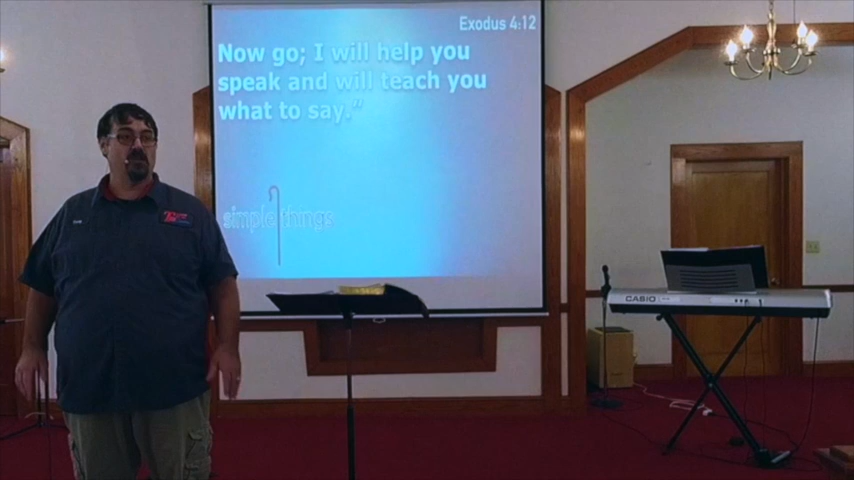 Exodus 4:12
Now go; I will help you
speak and will teach you
what to say.”
simple things
CASIO